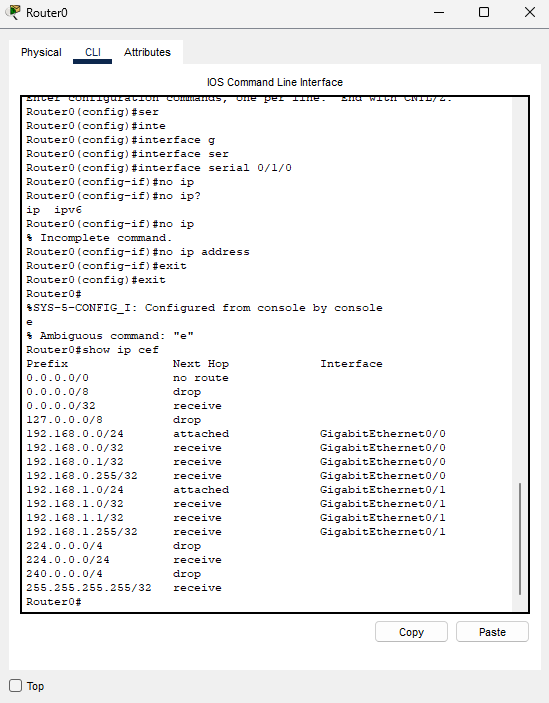 Router0
Physical CLI Attributes
IOS Command Line Interface
Enter configuration commands, one per line. End with CNTL/Z.
Router0(config)#ser
Router0(config)#inte
Router0(config)#interface g
Router0(config)#interface ser
Router0(config)#interface serial 0/1/0
Router0(config-if)#no ip
Router0(config-if)#no ip?
ip ipv6
Router0(config-if)#no ip
% Incomplete command.
Router0(config-if)#no ip address
Router0(config-if)#exit
Router0(config)#exit
Router0#
%SYS-5-CONFIG_I: Configured from console by console
e
% Ambiguous command: "e"
Router0#show ip cef
Prefix Next Hop Interface
0.0.0.0/0 no route
0.0.0.0/8 drop
0.0.0.0/32 receive
127.0.0.0/8 drop
192.168.0.0/24 attached GigabitEthernet0/0
192.168.0.0/32 receive GigabitEthernet0/0
192.168.0.1/32 receive GigabitEthernet0/0
192.168.0.255/32 receive GigabitEthernet0/0
192.168.1.0/24 attached GigabitEthernet0/1
192.168.1.0/32 receive GigabitEthernet0/1
192.168.1.1/32 receive GigabitEthernet0/1
192.168.1.255/32 receive GigabitEthernet0/1
224.0.0.0/4 drop
224.0.0.0/24 receive
240.0.0.0/4 drop
255.255.255.255/32 receive
Router0#
Copy Paste
Top